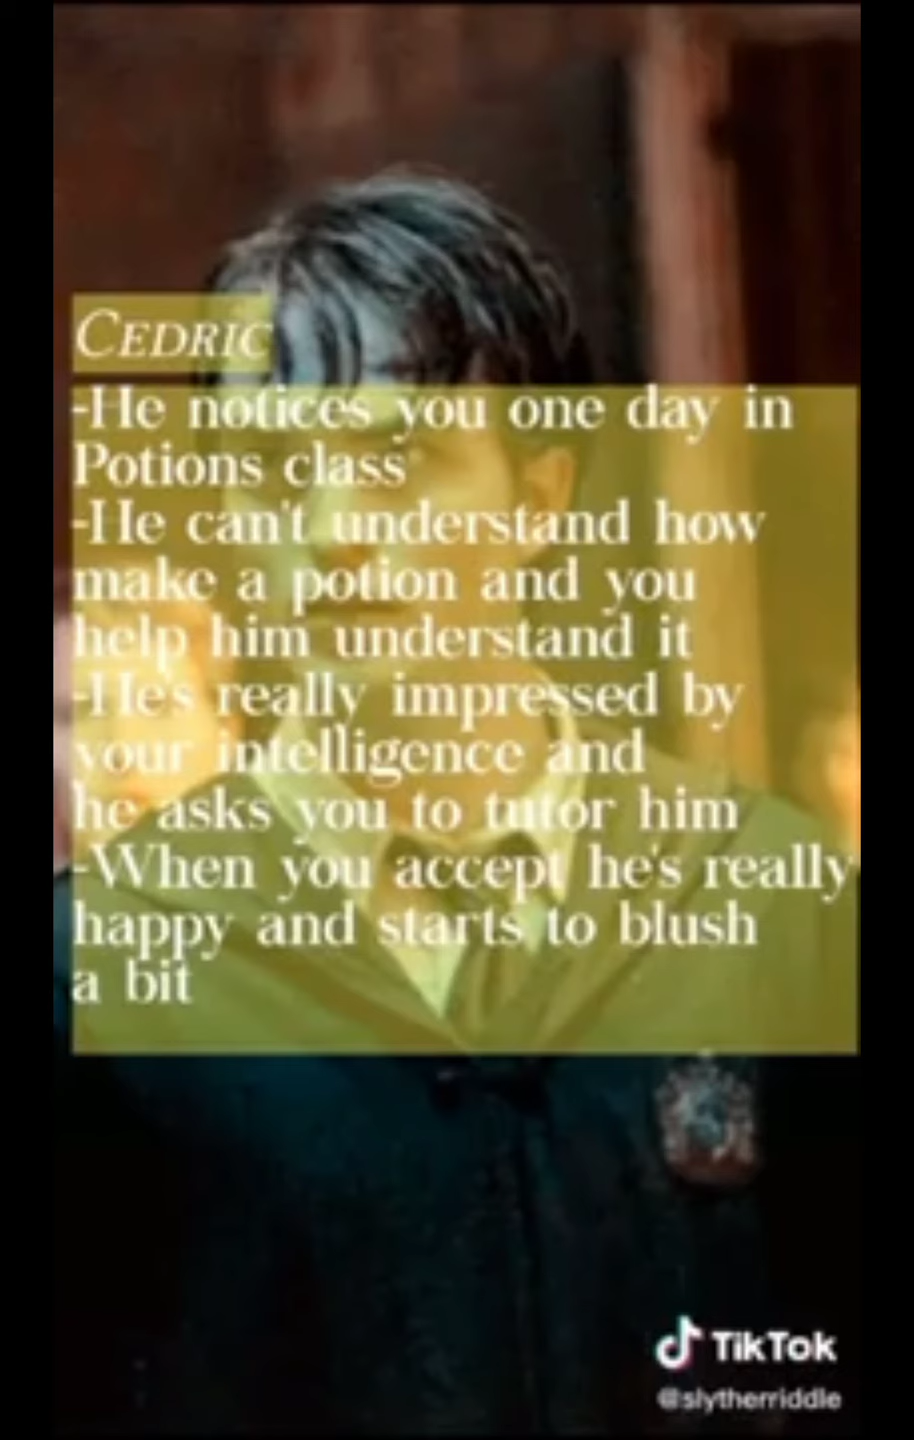 CEDRIC
-He notices you one day in
Potions class
-He can't understand how
make a potion and you
help him understand it
-He's really impressed by
your intelligence and
he asks you to tutor him
-When you accept he's really
happy and starts to blush
a bit
TikTok
@slytherriddle